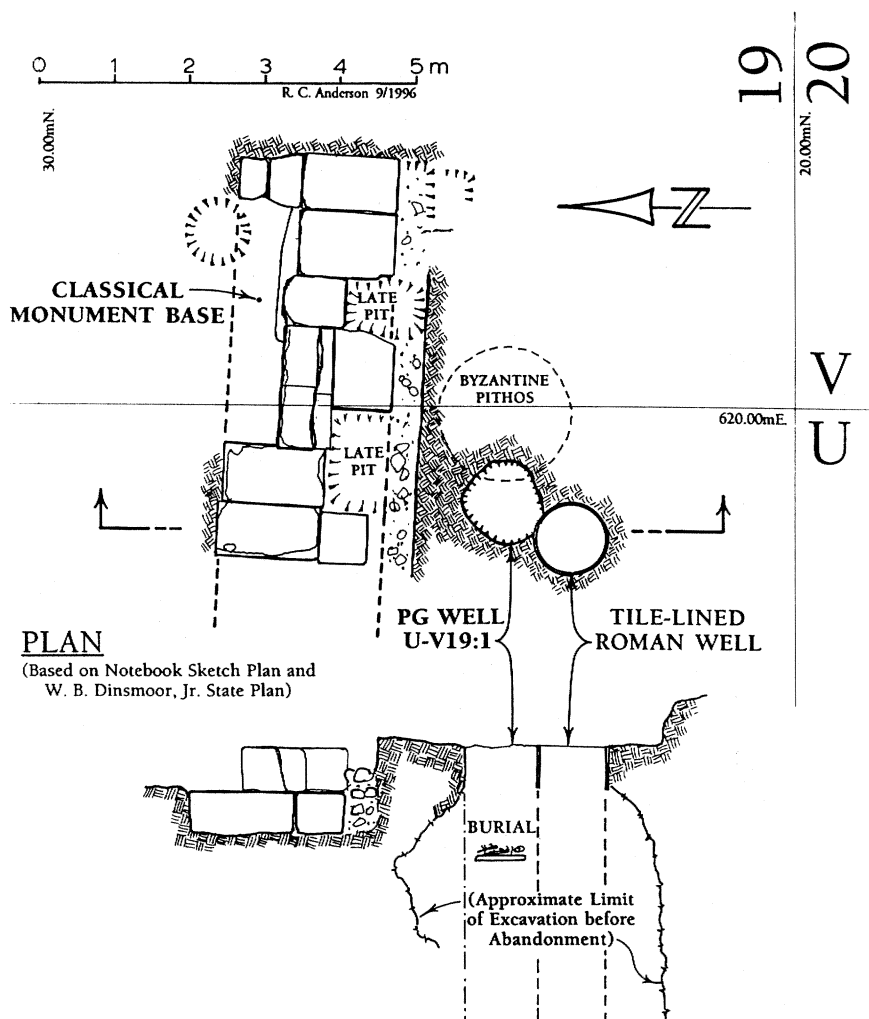 0 1 2 3 4 5 m
R. C. Anderson 9/1996
19
20
30.00mN.
20.00mN.
N
CLASSICAL
MONUMENT BASE
LATE
PIT
BYZANTINE
PITHOS
V
620.00mE.
U
LATE
PIT
PG WELL
U-V19:1
TILE-LINED
ROMAN WELL
PLAN
(Based on Notebook Sketch Plan and
W. B. Dinsmoor, Jr. State Plan)
BURIAL
(Approximate Limit
of Excavation before
Abandonment)